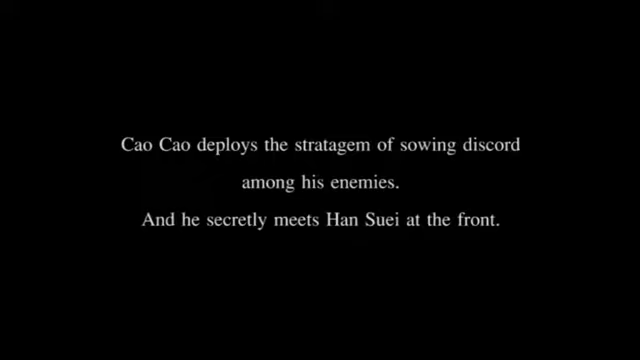 Cao Cao deploys the stratagem of sowing discord
among his enemies.
And he secretly meets Han Suei at the front.